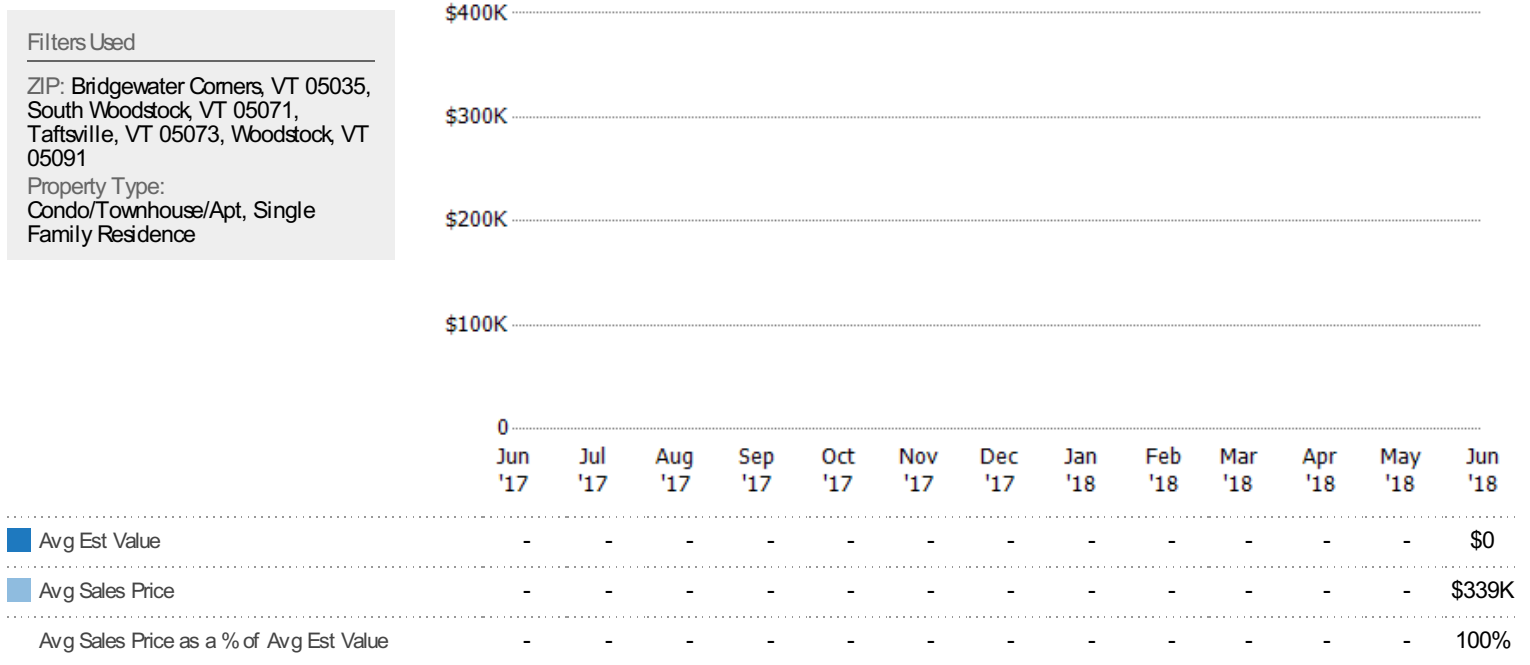 Filters Used
ZIP: Bridgewater Corners, VT 05035,
South Woodstock, VT 05071,
Taftsville, VT 05073, Woodstock, VT
05091
Property Type:
Condo/Townhouse/Apt, Single
Family Residence
$400K
$300K
$200K
$100K
0
Jun Jul Aug Sep Oct Nov Dec Jan Feb Mar Apr May Jun
'17 '17 '17 '17 '17 '17 '17 '18 '18 '18 '18 '18 '18
Avg Est Value - - - - - - - - - - - - $0
Avg Sales Price - - - - - - - - - - - - $339K
Avg Sales Price as a % of Avg Est Value - - - - - - - - - - - - 100%